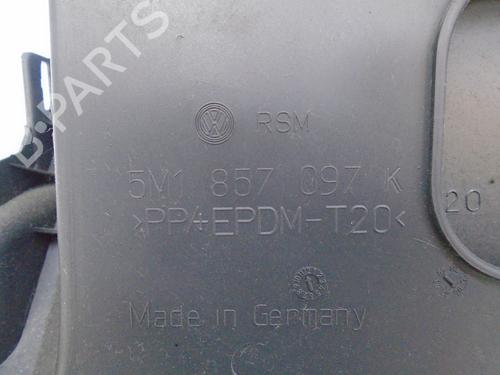 RSM
5M1 857 097 K
20
>PP+EPDM-T20<
Made in Germany
B-PARTS